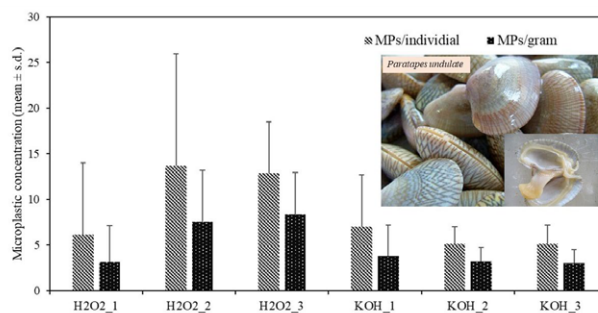 Microplastic concentration (mean ± s.d.)
30
25
20
15
10
5
0
MPs/individial MPs/gram
Paratapes undulate
H2O2_1 H2O2_2 H2O2_3 KOH_1 KOH_2 KOH_3